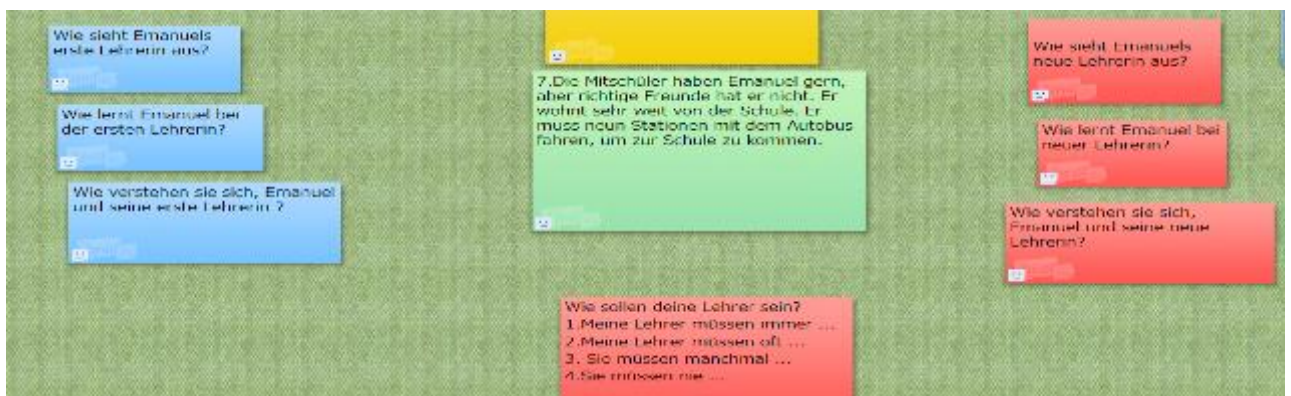 Wie sieht Emanuels
erste Lehrerin aus?
Wie lernt Emanuel bei
der ersten Lehrerin?
Wie verstehen sie sich, Emanuel
und seine erste Lehrerin ?
7.Die Mitschüler haben Emanuel gern,
aber richtige Freunde hat er nicht. Er
wohnt sehr weit von der Schule. Er
muss neun Stationen mit dem Autobus
fahren, um zur Schule zu kommen.
Wie sollen deine Lehrer sein?
1.Meine Lehrer müssen immer ...
2.Meine Lehrer müssen oft ...
3. Sie müssen manchmal ...
4.Sie müssen nie ...
Wie sieht Emanuels
neue Lehrerin aus?
Wie lernt Emanuel bei
neuer Lehrerin?
Wie verstehen sie sich,
Emanuel und seine neue
Lehrerin?